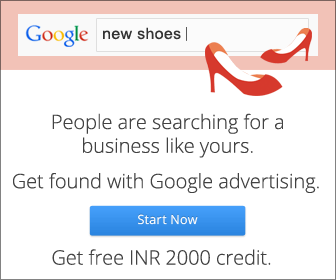 Google new shoes
People are searching for a
business like yours.
Get found with Google advertising.
Start Now
Get free INR 2000 credit.